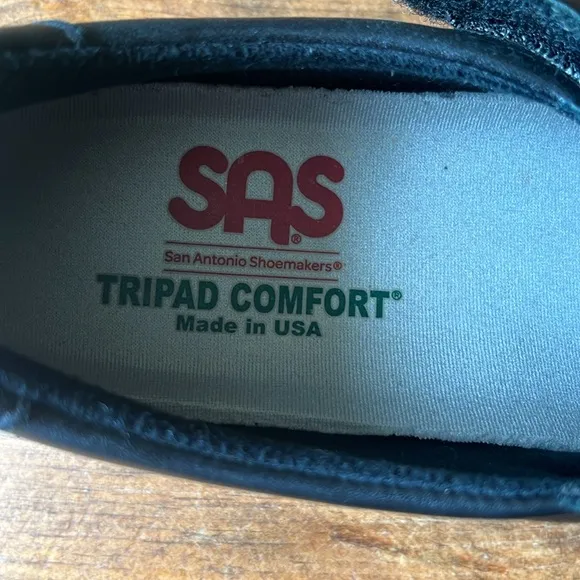 SAS®
San Antonio Shoemakers®
TRIPAD COMFORT®
Made in USA